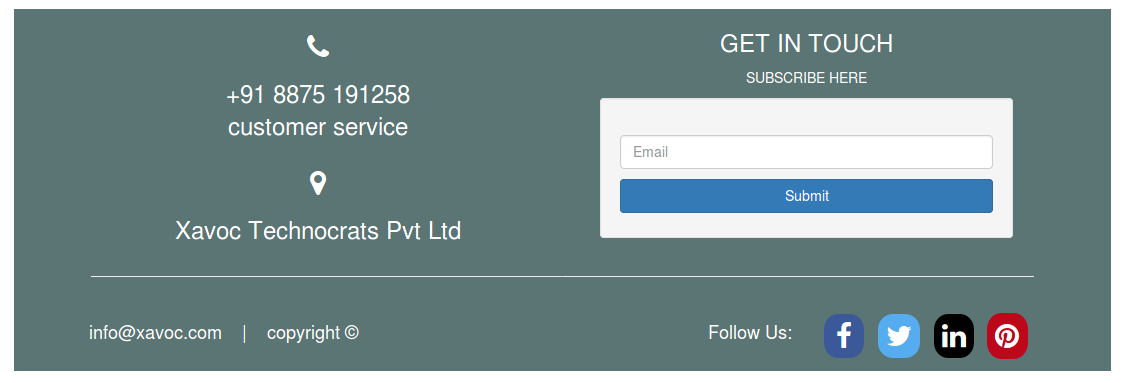 +91 8875 191258
customer service
Xavoc Technocrats Pvt Ltd
GET IN TOUCH
SUBSCRIBE HERE
Email
Submit
info@xavoc.com | copyright ©
Follow Us: